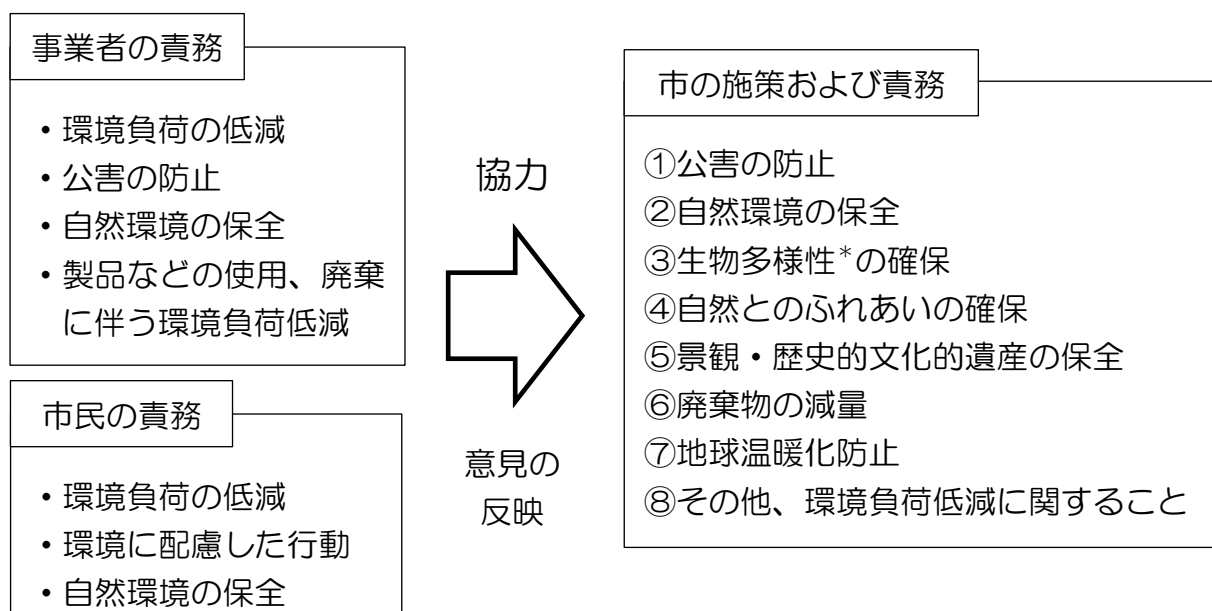 事業者の責務
・環境負荷の低減
・公害の防止
・自然環境の保全
・製品などの使用、廃棄
に伴う環境負荷低減
市民の責務
・環境負荷の低減
・環境に配慮した行動
・自然環境の保全
協力
意見の
反映
市の施策および責務
①公害の防止
②自然環境の保全
③生物多様性*の確保
④自然とのふれあいの確保
⑤景観・歴史的文化的遺産の保全
⑥廃棄物の減量
⑦地球温暖化防止
⑧その他、環境負荷低減に関すること